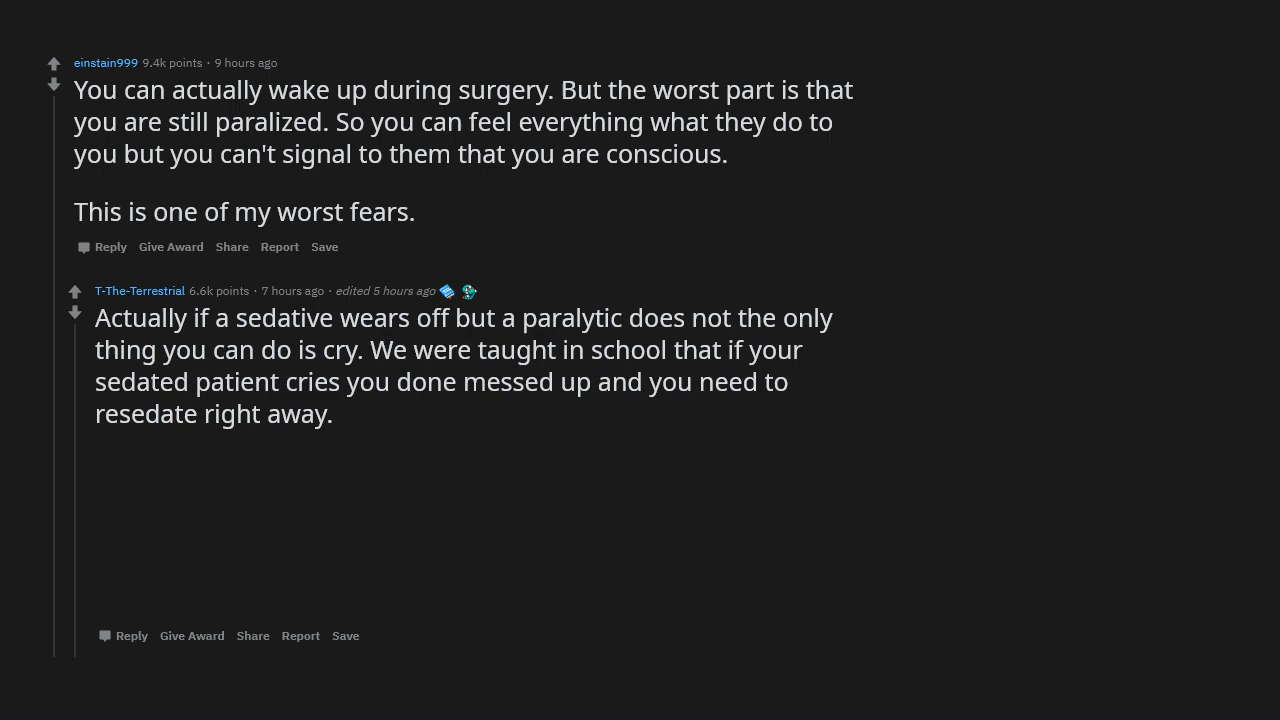 einstain999 9.4k points · 9 hours ago
You can actually wake up during surgery. But the worst part is that
you are still paralized. So you can feel everything what they do to
you but you can't signal to them that you are conscious.
This is one of my worst fears.
Reply Give Award Share Report Save
T-The-Terrestrial 6.6k points · 7 hours ago · edited 5 hours ago
Actually if a sedative wears off but a paralytic does not the only
thing you can do is cry. We were taught in school that if your
sedated patient cries you done messed up and you need to
resedate right away.
Reply Give Award Share Report Save